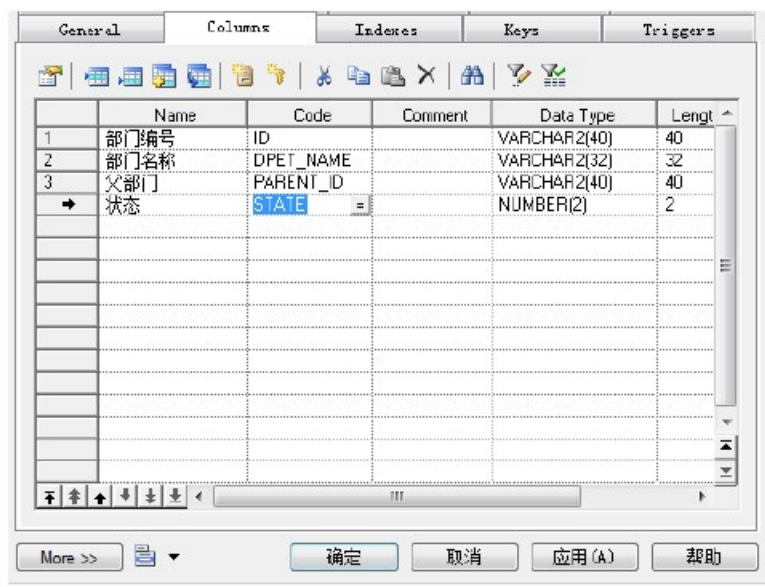 General Columns Indexes Keys Triggers
Name Code Comment Data Type Lengt
1 部门编号 ID VARCHAR2(40) 40
2 部门名称 DPET_NAME VARCHAR2(32) 32
3 父部门 PARENT_ID VARCHAR2(40) 40
状态 STATE = NUMBER(2) 2
More >> 确定 取消 应用(A) 帮助